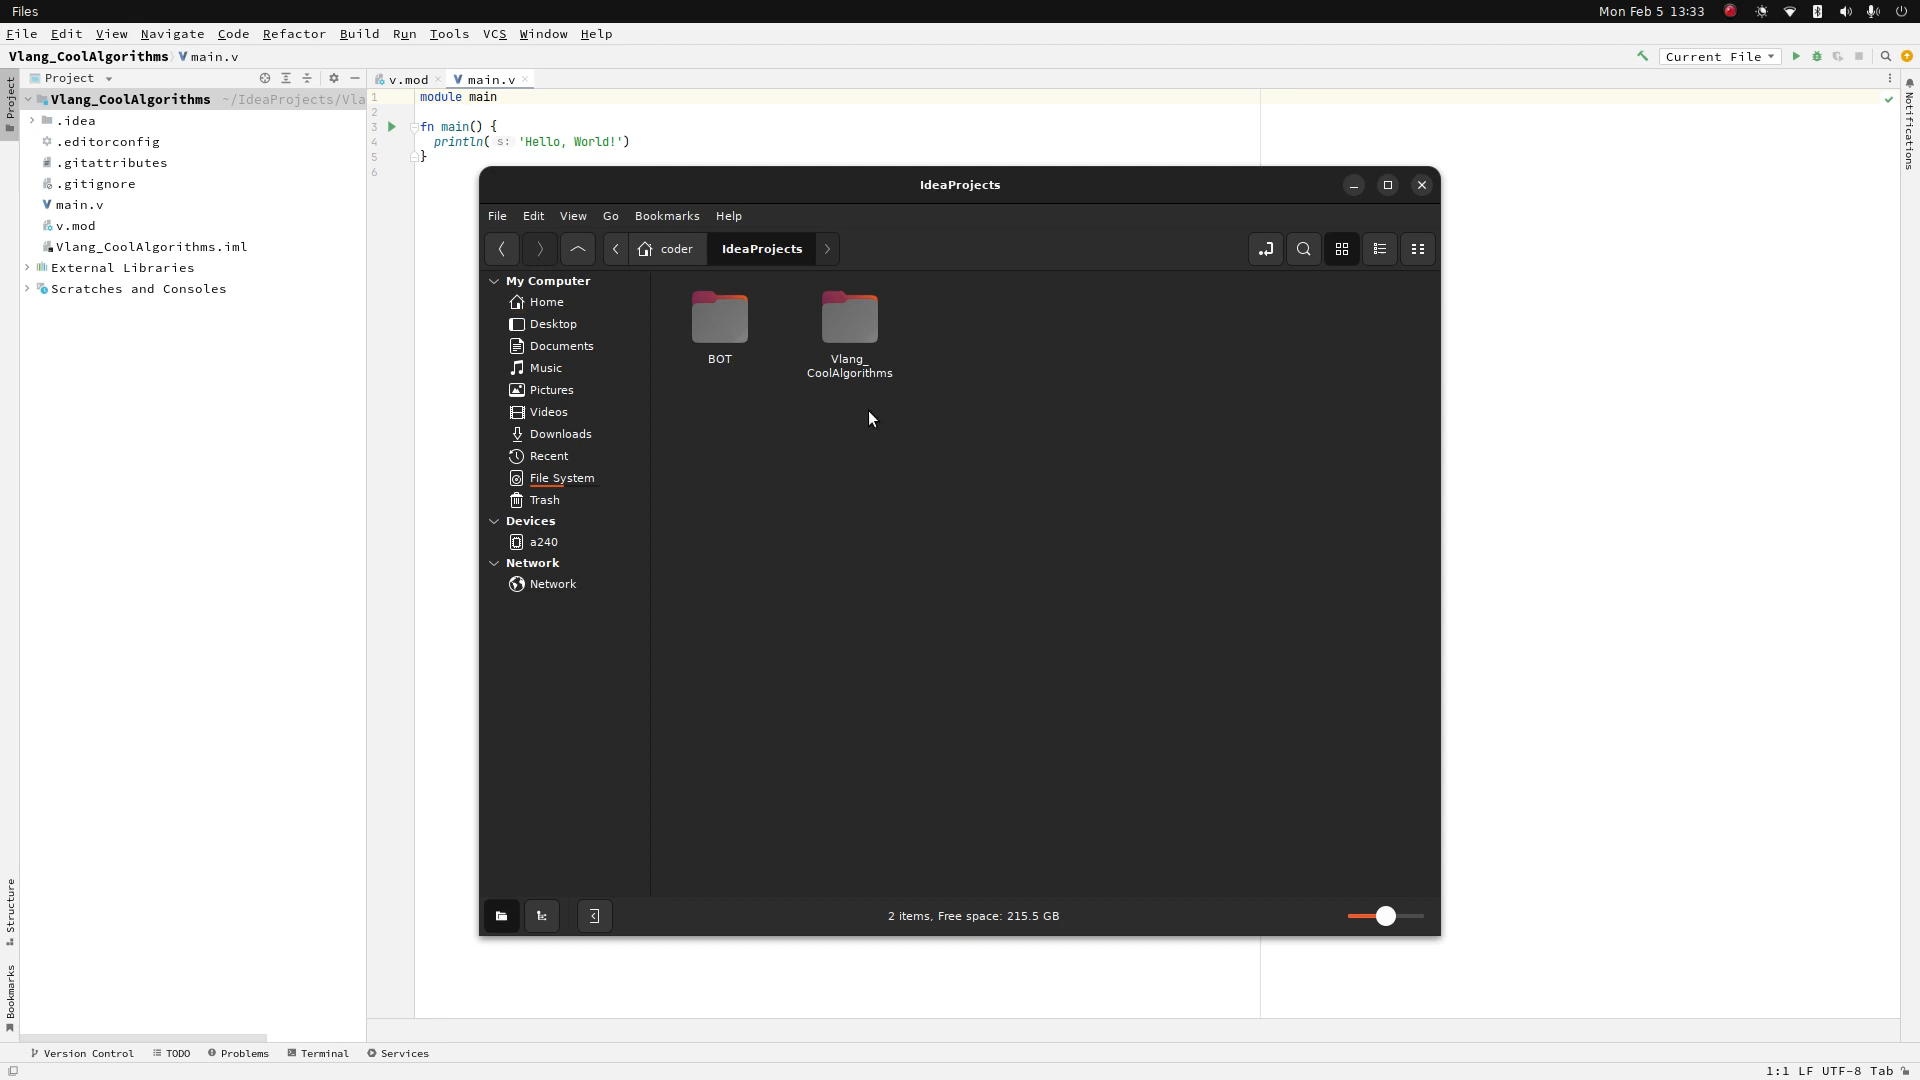 Files
Mon Feb 5 13:33
File Edit View Navigate Code Refactor Build Run Tools VCS Window Help
Vlang_CoolAlgorithms main.v
Current File
Project
v.mod
main.v
Project
Vlang_CoolAlgorithms ~/IdeaProjects/Vla
.idea
.editorconfig
.gitattributes
.gitignore
main.v
v.mod
Vlang_CoolAlgorithms.iml
External Libraries
Scratches and Consoles
1 module main
2
3 fn main() {
4 println( s: 'Hello, World!')
5 }
6
Notifications
IdeaProjects
File Edit View Go Bookmarks Help
coder IdeaProjects
My Computer
Home
Desktop
Documents
Music
Pictures
Videos
Downloads
Recent
File System
Trash
Devices
a240
Network
Network
BOT
Vlang_
CoolAlgorithms
2 items, Free space: 215.5 GB
Structure
Bookmarks
Version Control TODO Problems Terminal Services
1:1 LF UTF-8 Tab